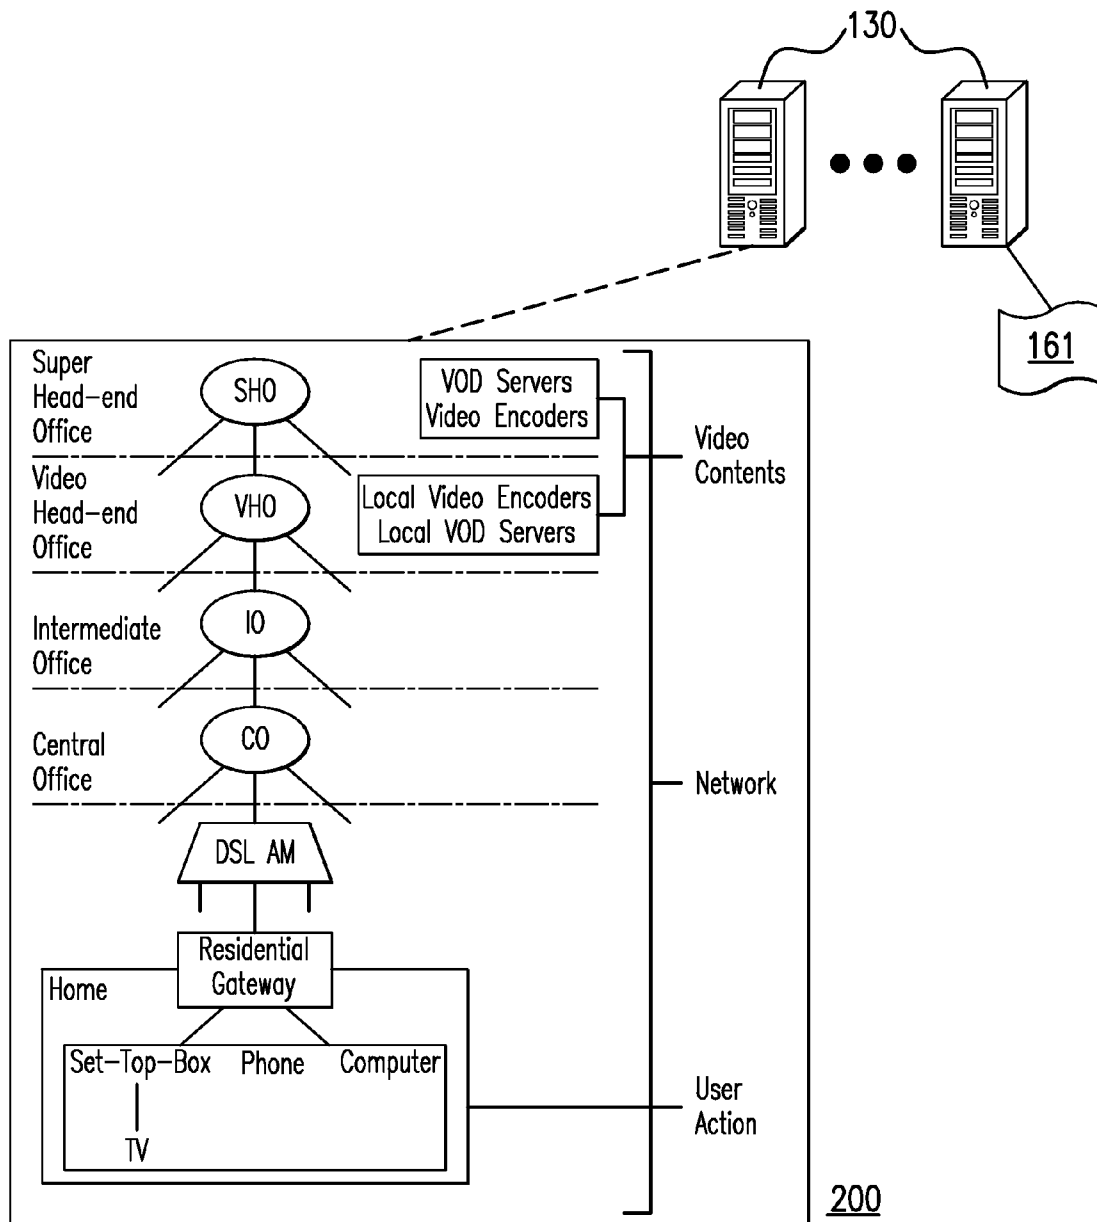 130
161
Super
Head-end
Office
SHO
VOD Servers
Video Encoders
Video
Contents
Video
Head-end
Office
VHO
Local Video Encoders
Local VOD Servers
Intermediate
Office
IO
Central
Office
CO
Network
DSL AM
Residential
Gateway
Home
Set-Top-Box
Phone
Computer
TV
User
Action
200